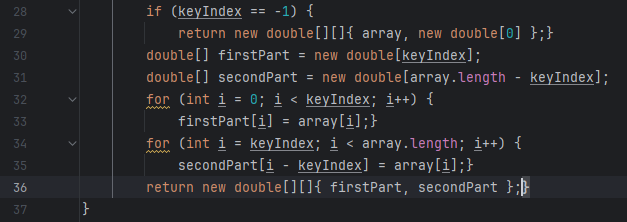 28 if (keyIndex == -1) {
29 return new double[][]{ array, new double[0] };}
30 double[] firstPart = new double[keyIndex];
31 double[] secondPart = new double[array.length - keyIndex];
32 for (int i = 0; i < keyIndex; i++) {
33 firstPart[i] = array[i];}
34 for (int i = keyIndex; i < array.length; i++) {
35 secondPart[i - keyIndex] = array[i];}
36 return new double[][]{ firstPart, secondPart };}
37 }